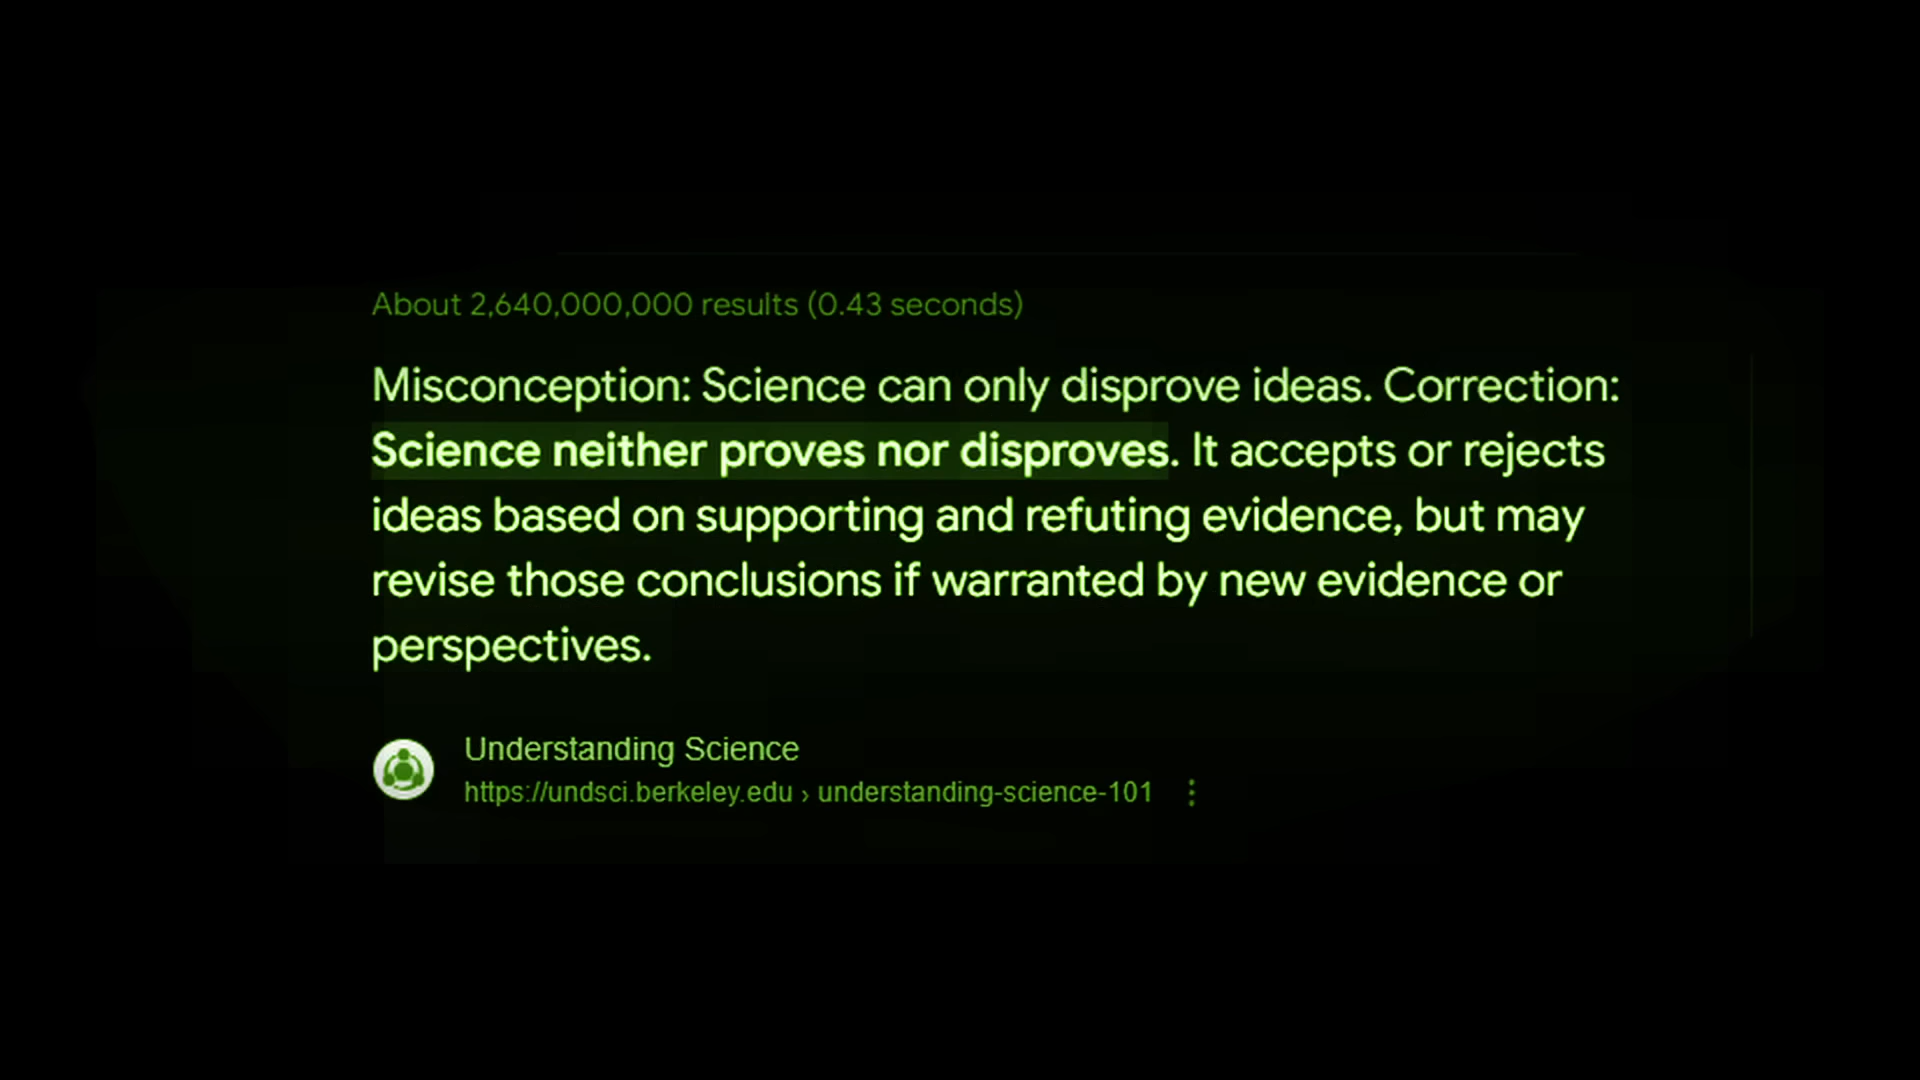 About 2,640,000,000 results (0.43 seconds)
Misconception: Science can only disprove ideas. Correction:
Science neither proves nor disproves. It accepts or rejects
ideas based on supporting and refuting evidence, but may
revise those conclusions if warranted by new evidence or
perspectives.
Understanding Science
https://undsci.berkeley.edu › understanding-science-101